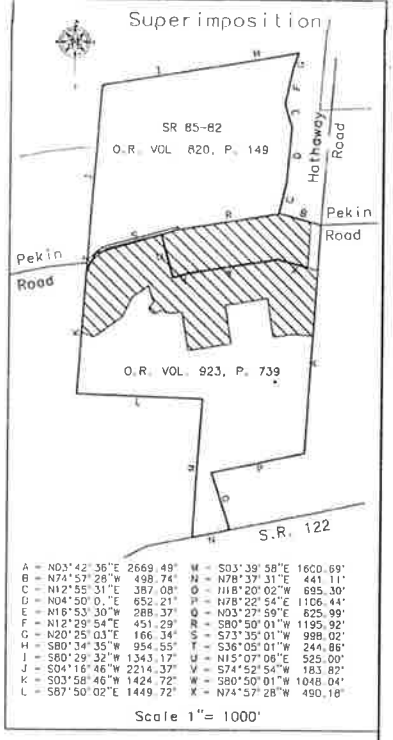 Superimposition
H
I
G
F
SR 85-82
O.R. VOL 820, P. 149
Hathaway
Road
E
D
C
J
R
B
Pekin
Road
S
Pekin
Road
K
O.R. VOL. 923, P. 739
L
M
P
O
N
S.R. 122
A = N03°42'36"E 2669.49'
B = N74°57'28"W 498.74'
C = N12°55'31"E 387.08'
D = N04°50'0."E 652.21'
E = N16°53'30"W 288.37'
F = N12°29'54"E 451.29'
G = N20°25'03"E 166.34'
H = S80°34'35"W 954.55'
I = S80°29'32"W 1343.17'
J = S04°16'46"W 2214.37'
K = S03°58'46"W 1424.72'
L = S87°50'02"E 1449.72'
M = S03°39'58"E 1600.69'
N = N78°37'31"E 441.11'
O = N18°20'02"W 695.30'
P = N78°22'54"E 1106.44'
Q = N03°27'59"E 625.99'
R = S80°50'01"W 1195.92'
S = S73°35'01"W 998.02'
T = S36°05'01"W 244.86'
U = N15°07'06"E 525.00'
V = S74°52'54"W 183.82'
W = S80°50'01"W 1048.04'
X = N74°57'28"W 490.18'
Scale 1"= 1000'